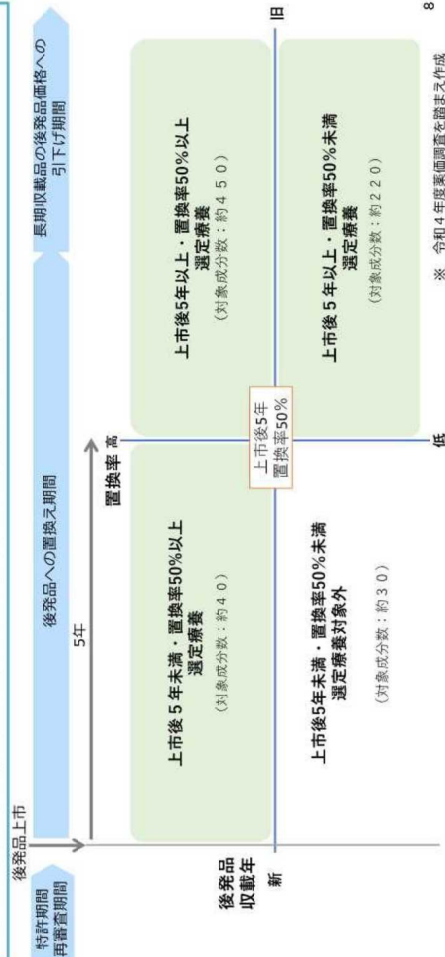 後発品上市
特許期間
再審査期間
後発品への置換え期間
長期収載品の後発品価格への
引下げ期間
5年
置換率 高
上市後5年未満・置換率50%以上
選定療養
(対象成分数：約40)
上市後5年以上・置換率50%以上
選定療養
(対象成分数：約450)
後発品
収載年
新
上市後5年
置換率50%
旧
上市後5年未満・置換率50%未満
選定療養対象外
(対象成分数：約30)
上市後5年以上・置換率50%未満
選定療養
(対象成分数：約220)
低
※ 令和4年度薬価調査を踏まえ作成
8